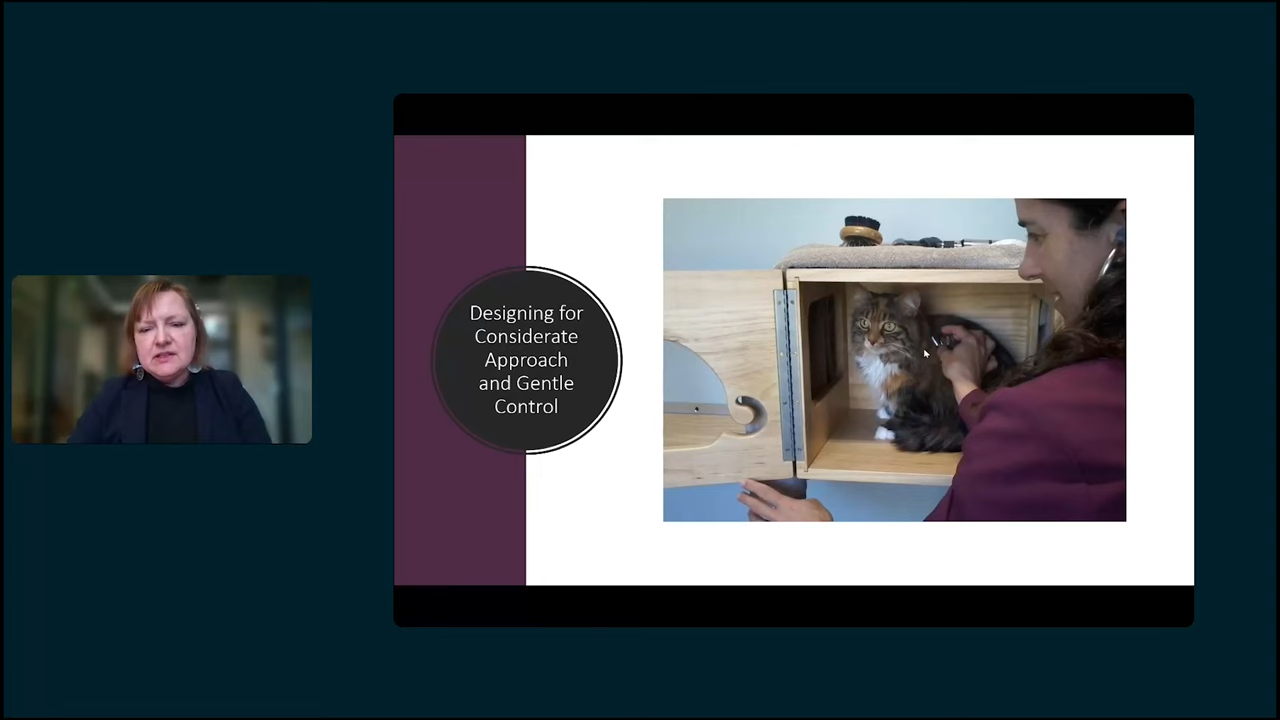 Designing for
Considerate
Approach
and Gentle
Control